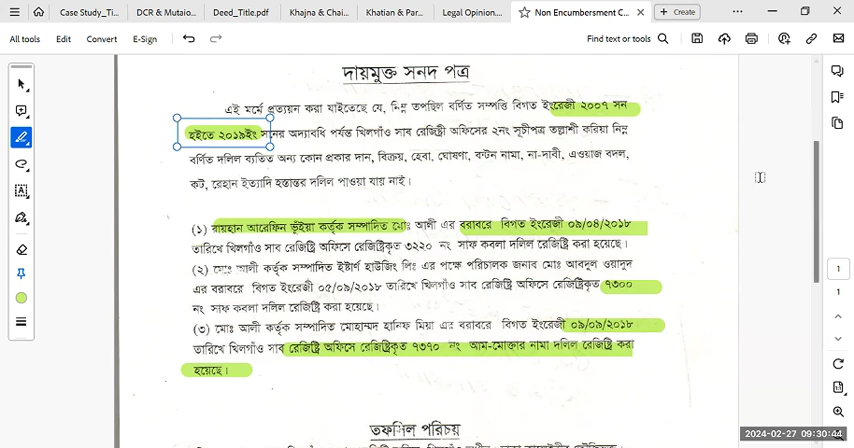 Case_Study_Ti...
DCR & Mutaio...
Deed_Title.pdf
Khajna & Chai...
Khatian & Par...
Legal Opinion...
Non Encumbersment C...
Create
All tools
Edit
Convert
E-Sign
Find text or tools
দায়মুক্ত সনদ পত্র
এই মর্মে প্রত্যয়ন করা যাইতেছে যে, নিম্ন তপছিল বর্ণিত সম্পত্তি বিগত ইংরেজী ২০০৭ সন
হইতে ২০১৯ইং সনের অদ্যাবধি পর্যন্ত খিলগাঁও সাব রেজিষ্ট্রী অফিসের ২নং সূচীপত্র তল্লাশী করিয়া নিম্ন
বর্ণিত দলিল ব্যতিত অন্য কোন প্রকার দান, বিক্রয়, হেবা, ঘোষণা, বন্টন নামা, না-দাবী, এওয়াজ বদল,
কট, রেহান ইত্যাদি হস্তান্তর দলিল পাওয়া যায় নাই।
(১) রায়হান আরেফিন ভুঁইয়া কর্তৃক সম্পাদিত মোঃ আলী এর বরাবরে বিগত ইংরেজী ০৯/০৪/২০১৮
তারিখে খিলগাঁও সাব রেজিষ্ট্রি অফিসে রেজিষ্ট্রিকৃত ৩২২০ নং সাফ কবলা দলিল রেজিষ্ট্রি করা হয়েছে।
(২) মোঃ আলী কর্তৃক সম্পাদিত ইষ্টার্ণ হাউজিং লিঃ এর পক্ষে পরিচালক জনাব মোঃ আবদুল ওয়াদুদ
এর বরাবরে বিগত ইংরেজী ০৫/০৯/২০১৮ তারিখে খিলগাঁও সাব রেজিষ্ট্রি অফিসে রেজিষ্ট্রিকৃত ৭৩০০
নং সাফ কবলা দলিল রেজিষ্ট্রি করা হয়েছে।
(৩) মোঃ আলী কর্তৃক সম্পাদিত মোহাম্মদ হানিফ মিয়া এর বরাবরে বিগত ইংরেজী ০৯/০৯/২০১৮
তারিখে খিলগাঁও সাব রেজিষ্ট্রি অফিসে রেজিষ্ট্রিকৃত ৭৩৭০ নং আম-মোক্তার নামা দলিল রেজিষ্ট্রি করা
হয়েছে।
তফশিল পরিচয়
1
1
2024-02-27 09:30:44